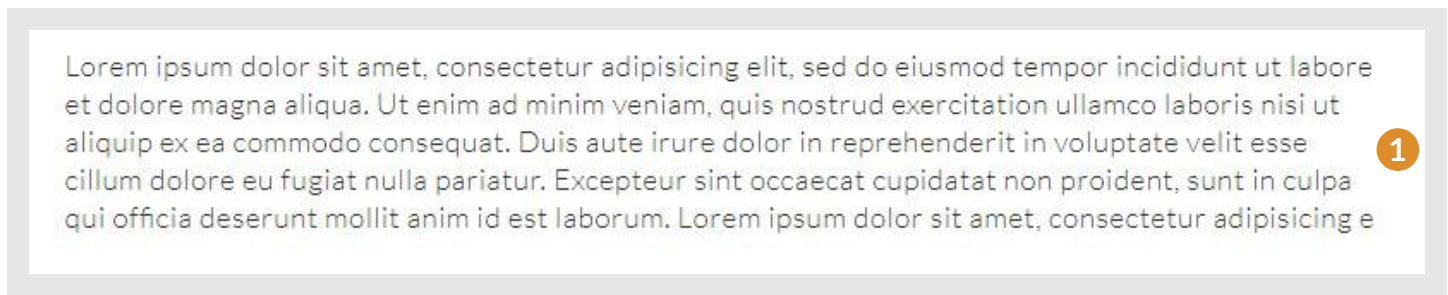 Lorem ipsum dolor sit amet, consectetur adipisicing elit, sed do eiusmod tempor incididunt ut labore
et dolore magna aliqua. Ut enim ad minim veniam, quis nostrud exercitation ullamco laboris nisi ut
aliquip ex ea commodo consequat. Duis aute irure dolor in reprehenderit in voluptate velit esse
1
cillum dolore eu fugiat nulla pariatur. Excepteur sint occaecat cupidatat non proident, sunt in culpa
qui officia deserunt mollit anim id est laborum. Lorem ipsum dolor sit amet, consectetur adipisicing e